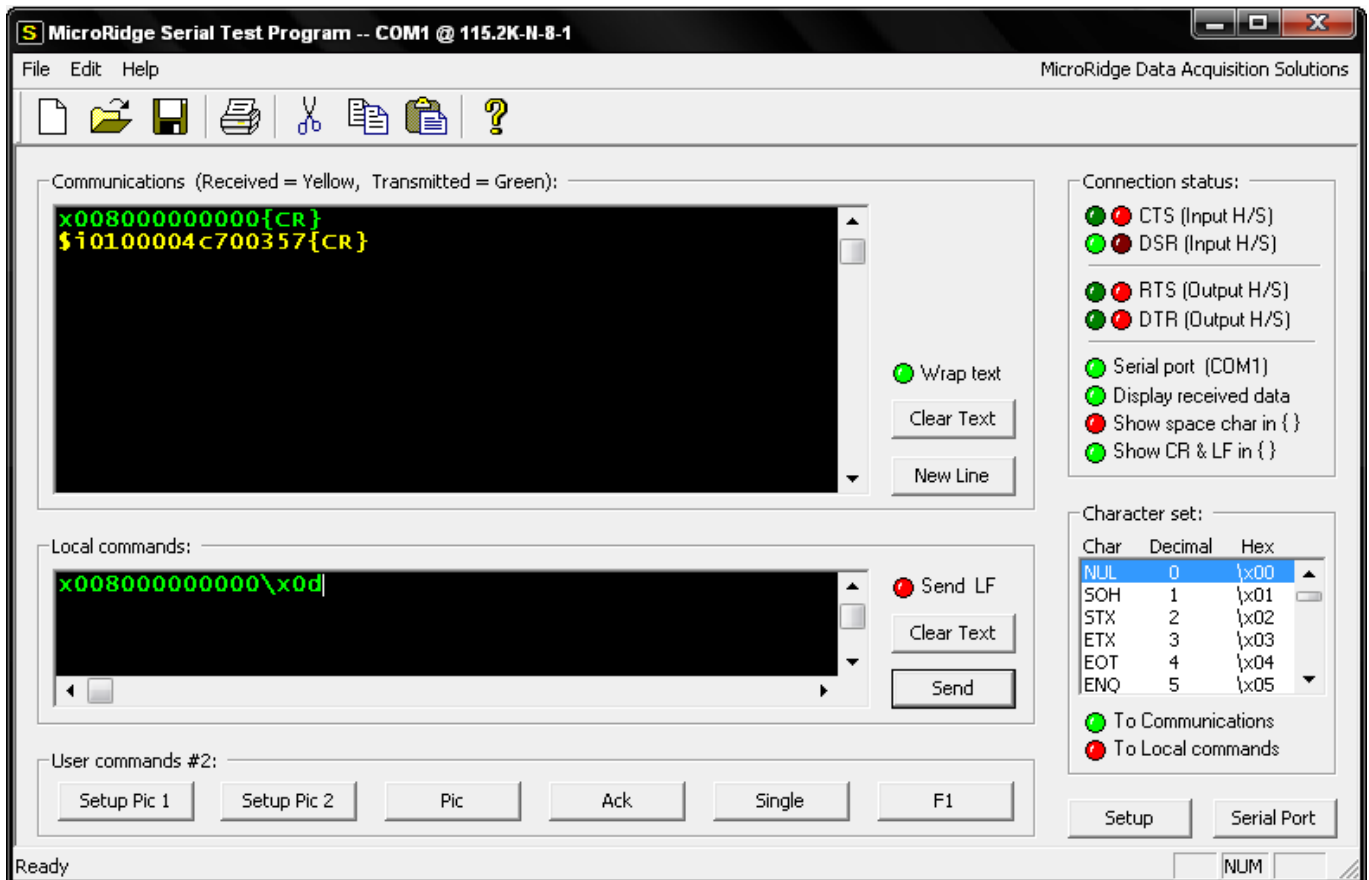 S MicroRidge Serial Test Program -- COM1 @ 115.2K-N-8-1
File Edit Help MicroRidge Data Acquisition Solutions
Communications (Received = Yellow, Transmitted = Green):
x008000000000{CR}
$i0100004c700357{CR}
Wrap text
Clear Text
New Line
Local commands:
x008000000000\x0d
Send LF
Clear Text
Send
User commands #2:
Setup Pic 1 Setup Pic 2 Pic Ack Single F1
Connection status:
CTS (Input H/S)
DSR (Input H/S)
RTS (Output H/S)
DTR (Output H/S)
Serial port (COM1)
Display received data
Show space char in { }
Show CR & LF in { }
Character set:
Char Decimal Hex
NUL 0 \x00
SOH 1 \x01
STX 2 \x02
ETX 3 \x03
EOT 4 \x04
ENQ 5 \x05
To Communications
To Local commands
Setup Serial Port
Ready NUM